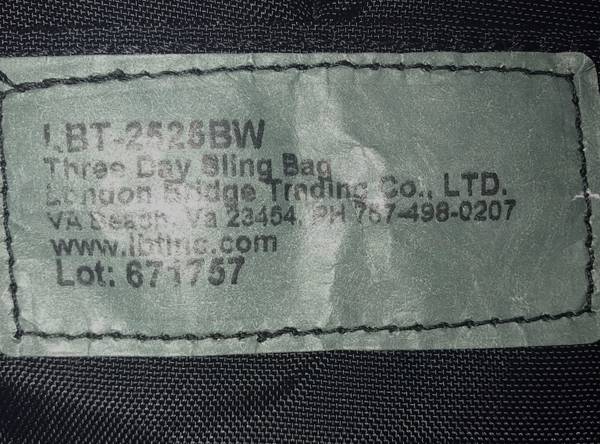 LBT-2526BW
Three Day Sling Bag
London Bridge Trading Co., LTD.
VA Beach, Va 23454, PH 757-498-0207
www.lbtinc.com
Lot: 671757